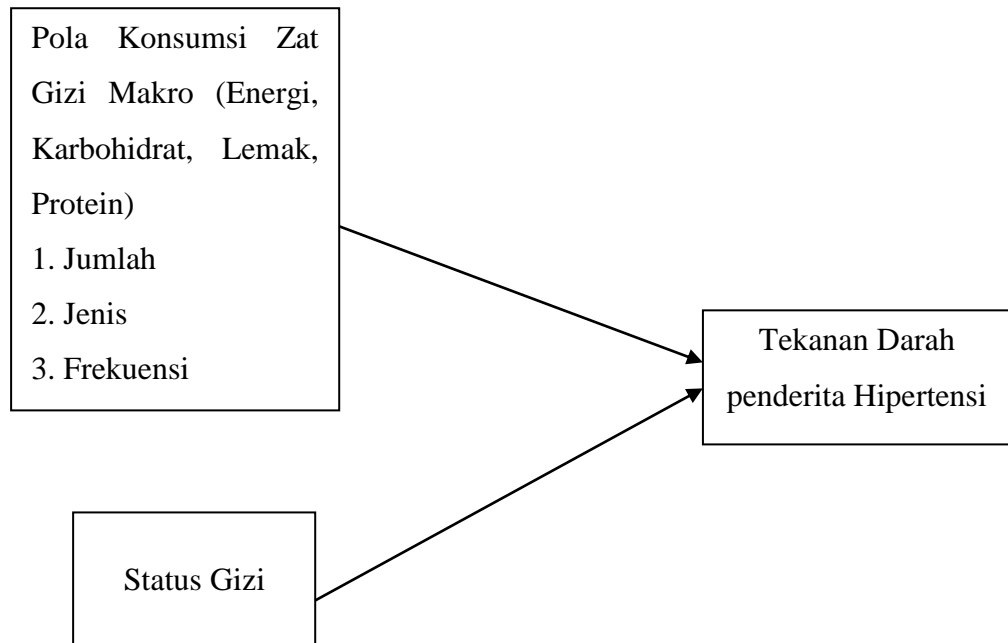 Pola Konsumsi Zat
Gizi Makro (Energi,
Karbohidrat, Lemak,
Protein)
1. Jumlah
2. Jenis
3. Frekuensi
Tekanan Darah
penderita Hipertensi
Status Gizi